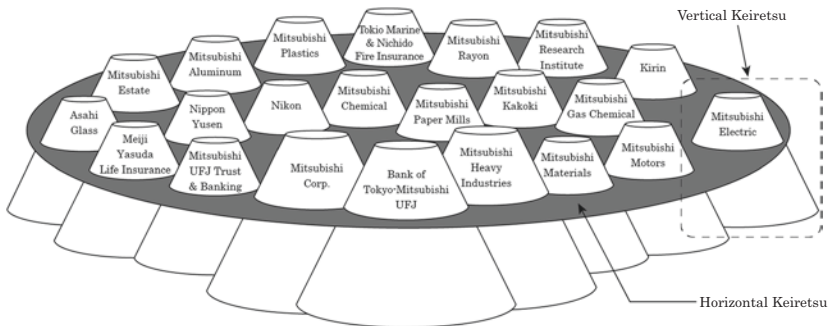 Vertical Keiretsu
Tokio Marine
& Nichido
Fire Insurance
Mitsubishi
Plastics
Mitsubishi
Rayon
Mitsubishi
Research
Institute
Mitsubishi
Aluminum
Kirin
Mitsubishi
Estate
Mitsubishi
Chemical
Mitsubishi
Kakoki
Nikon
Mitsubishi
Paper Mills
Mitsubishi
Gas Chemical
Nippon
Yusen
Asahi
Glass
Mitsubishi
Electric
Meiji
Yasuda
Life Insurance
Mitsubishi
UFJ Trust
& Banking
Mitsubishi
Corp.
Bank of
Tokyo-Mitsubishi
UFJ
Mitsubishi
Heavy
Industries
Mitsubishi
Materials
Mitsubishi
Motors
Horizontal Keiretsu